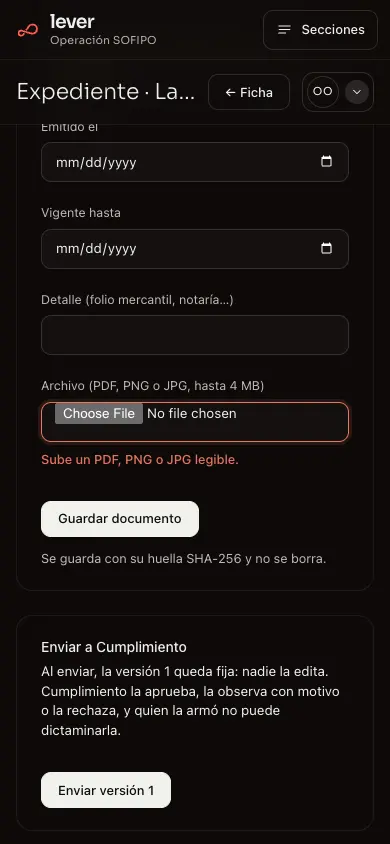 lever
Operación SOFIPO
Secciones
Expediente · La...
← Ficha
OO
Emitido el
mm/dd/yyyy
Vigente hasta
mm/dd/yyyy
Detalle (folio mercantil, notaría…)
Archivo (PDF, PNG o JPG, hasta 4 MB)
Choose File No file chosen
Sube un PDF, PNG o JPG legible.
Guardar documento
Se guarda con su huella SHA-256 y no se borra.
Enviar a Cumplimiento
Al enviar, la versión 1 queda fija: nadie la edita.
Cumplimiento la aprueba, la observa con motivo
o la rechaza, y quien la armó no puede
dictaminarla.
Enviar versión 1